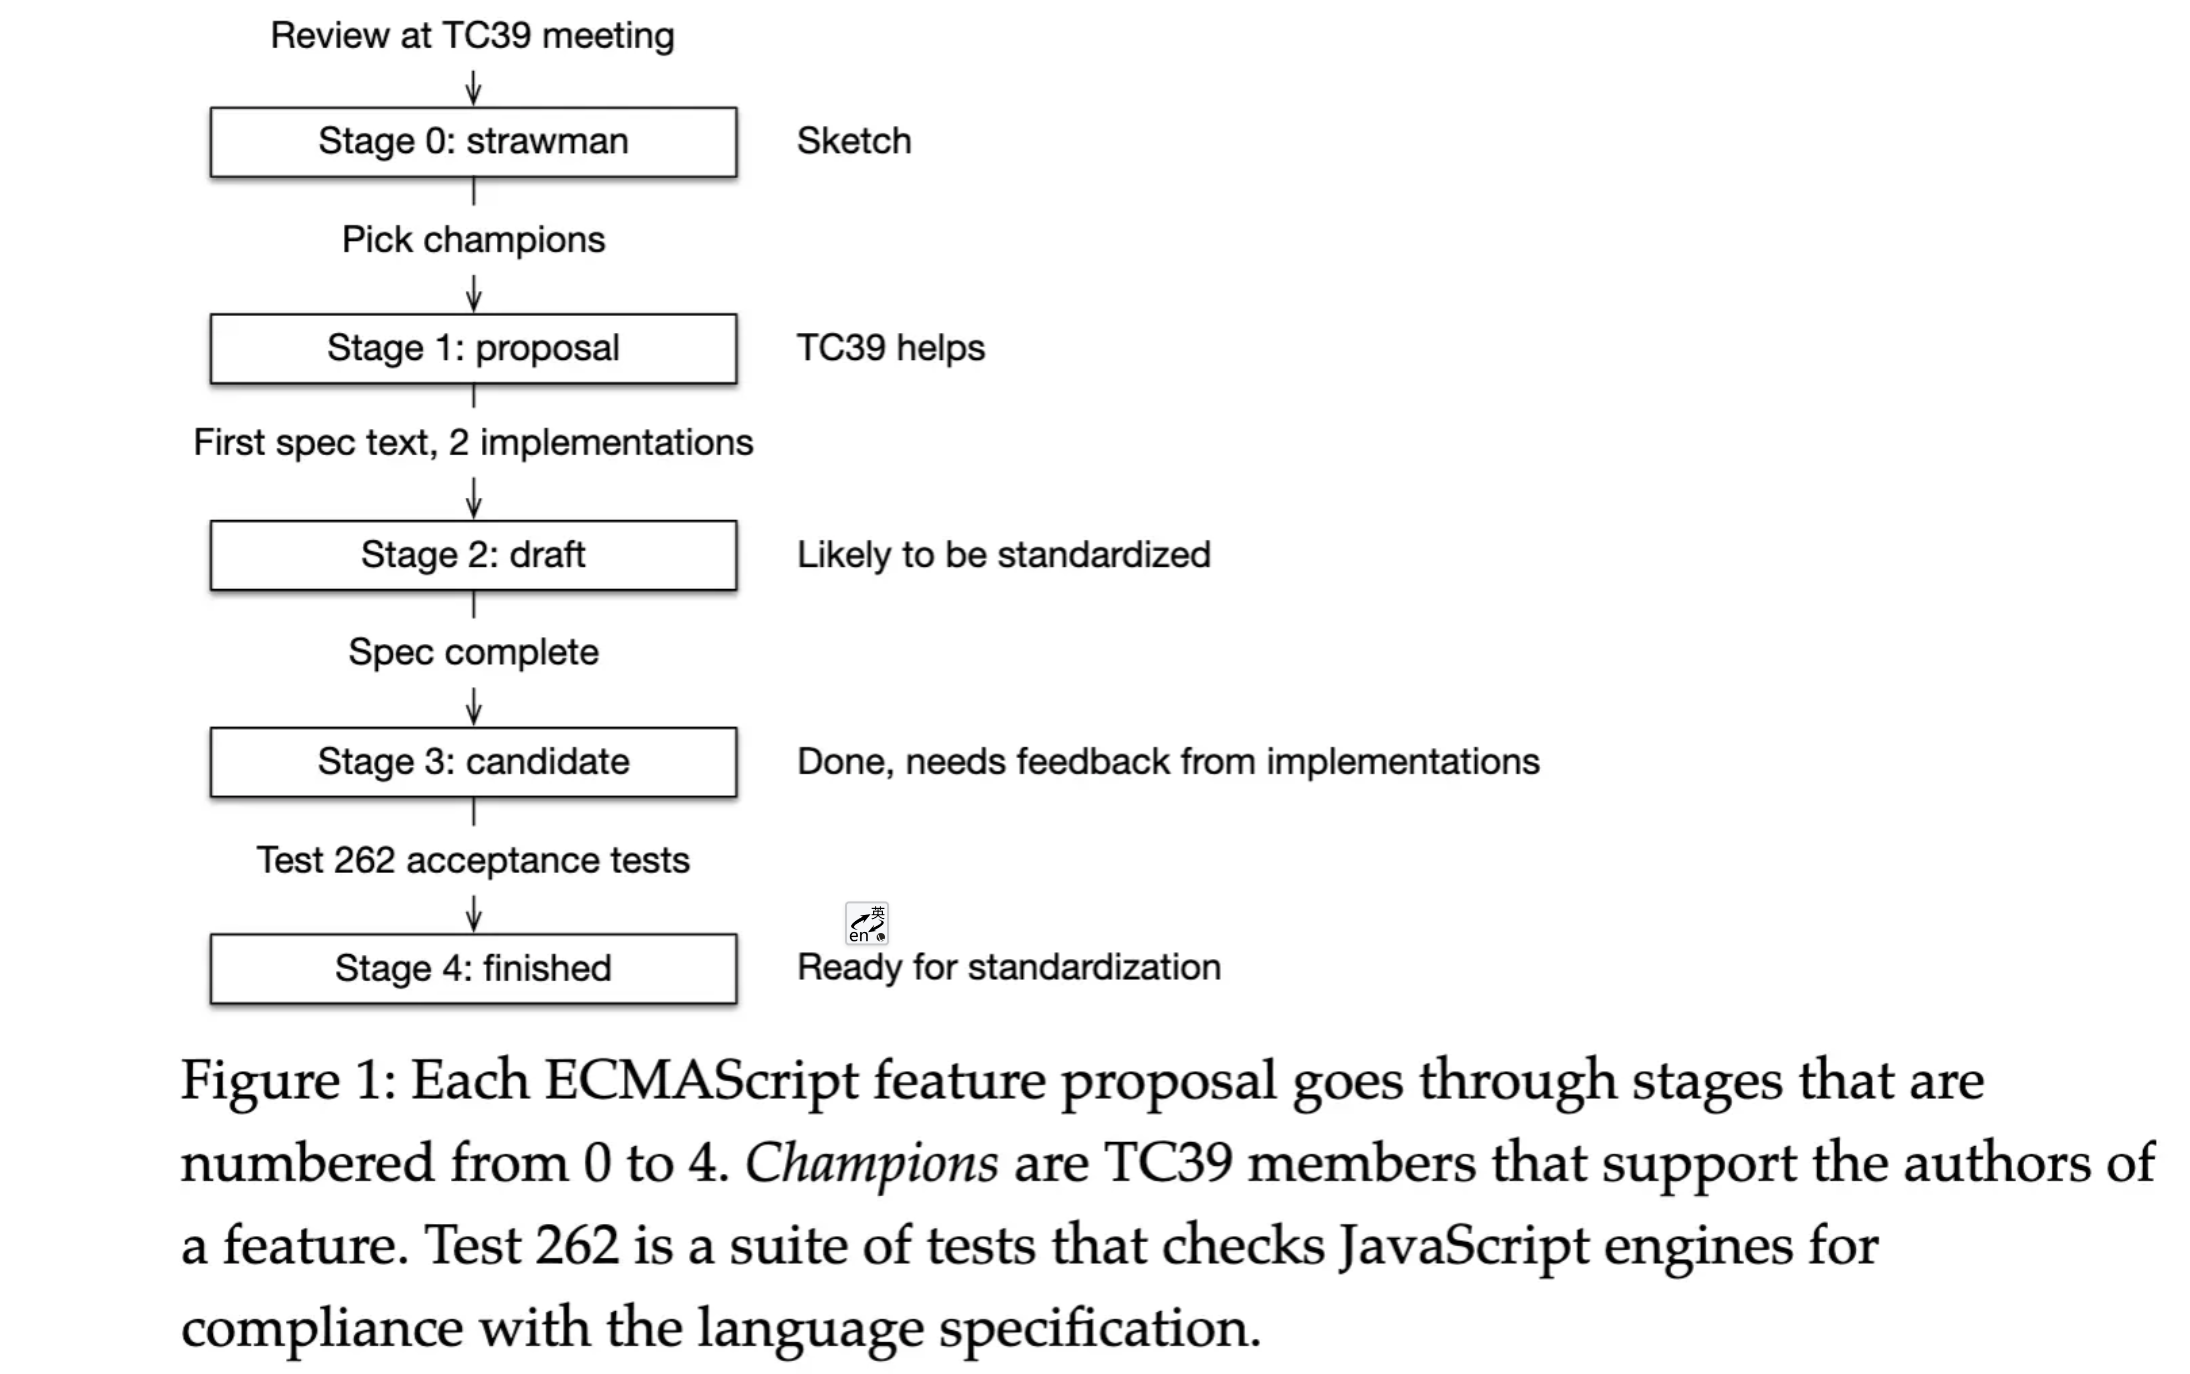 Review at TC39 meeting
Stage 0: strawman
Sketch
Pick champions
Stage 1: proposal
TC39 helps
First spec text, 2 implementations
Stage 2: draft
Likely to be standardized
Spec complete
Stage 3: candidate
Done, needs feedback from implementations
Test 262 acceptance tests
英
en
Stage 4: finished
Ready for standardization
Figure 1: Each ECMAScript feature proposal goes through stages that are
numbered from 0 to 4. Champions are TC39 members that support the authors of
a feature. Test 262 is a suite of tests that checks JavaScript engines for
compliance with the language specification.